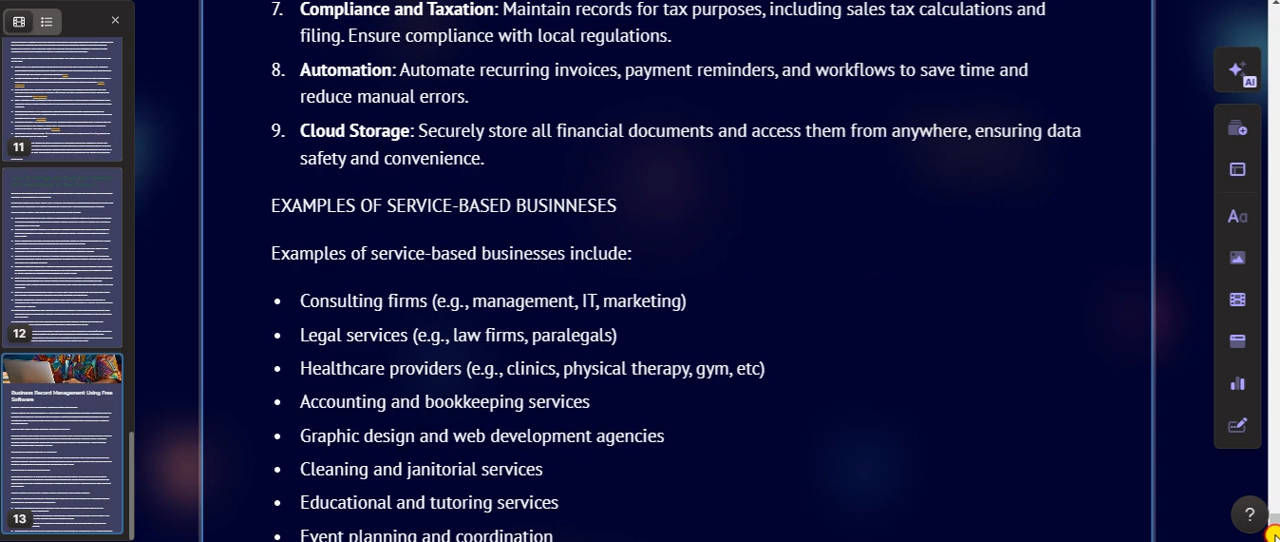 7. Compliance and Taxation: Maintain records for tax purposes, including sales tax calculations and
filing. Ensure compliance with local regulations.
8. Automation: Automate recurring invoices, payment reminders, and workflows to save time and
reduce manual errors.
9. Cloud Storage: Securely store all financial documents and access them from anywhere, ensuring data
safety and convenience.
EXAMPLES OF SERVICE-BASED BUSINNESES
Examples of service-based businesses include:
• Consulting firms (e.g., management, IT, marketing)
• Legal services (e.g., law firms, paralegals)
• Healthcare providers (e.g., clinics, physical therapy, gym, etc)
• Accounting and bookkeeping services
• Graphic design and web development agencies
• Cleaning and janitorial services
• Educational and tutoring services
• Event planning and coordination
11
12
Business Record Management Using Free
Software
13
AI
Aa
?